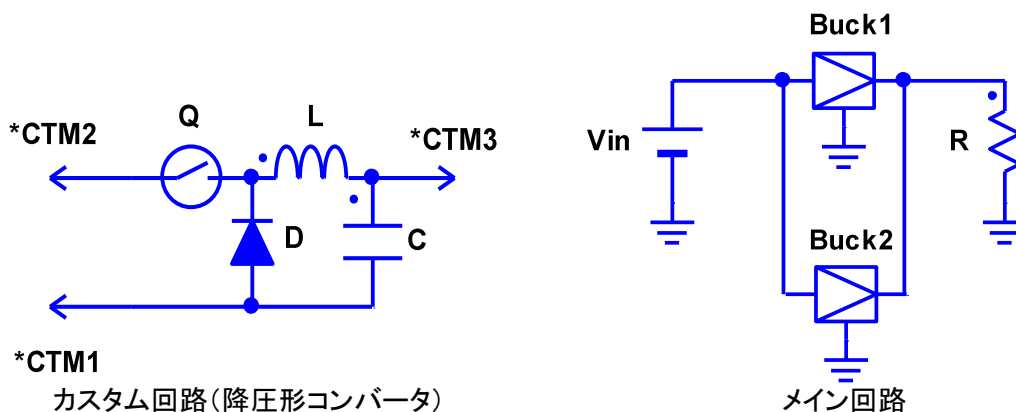 Buck1
Q
L
*CTM2
*CTM3
Vin
R
D
C
Buck2
*CTM1
カスタム回路(降圧形コンバータ)
メイン回路